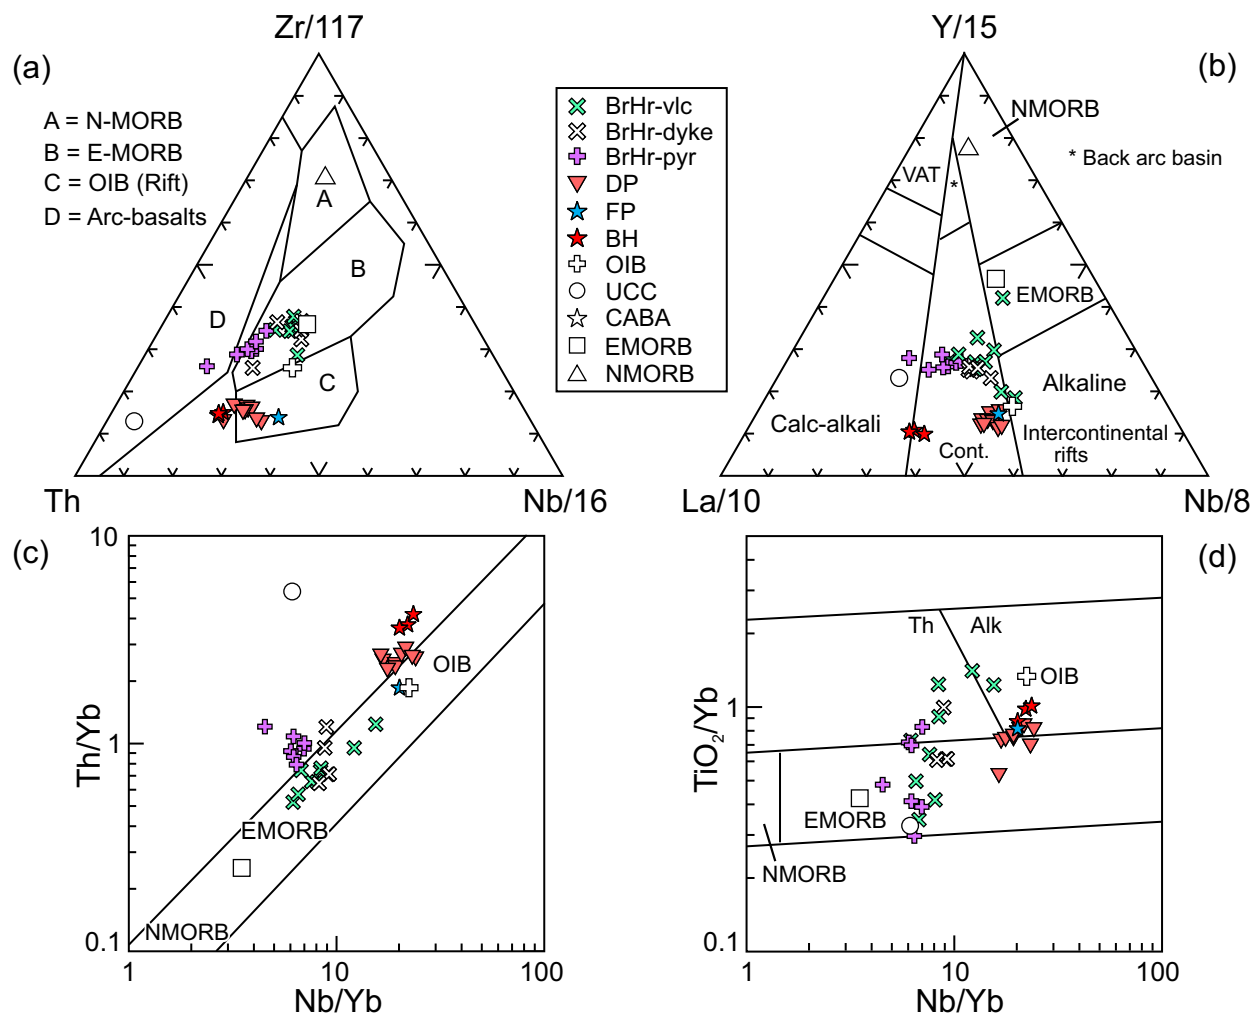 (a)
Zr/117
A = N-MORB
B = E-MORB
C = OIB (Rift)
D = Arc-basalts
A
B
C
D
Th
Nb/16
BrHr-vlc
BrHr-dyke
BrHr-pyr
DP
FP
BH
OIB
UCC
CABA
EMORB
NMORB
(b)
Y/15
NMORB
* Back arc basin
VAT
*
EMORB
Alkaline
Calc-alkali
Cont.
Intercontinental
rifts
La/10
Nb/8
(c)
10
Th/Yb
1
0.1
OIB
EMORB
NMORB
1
10
100
Nb/Yb
(d)
Th
Alk
OIB
TiO2/Yb
1
0.1
EMORB
NMORB
1
10
100
Nb/Yb